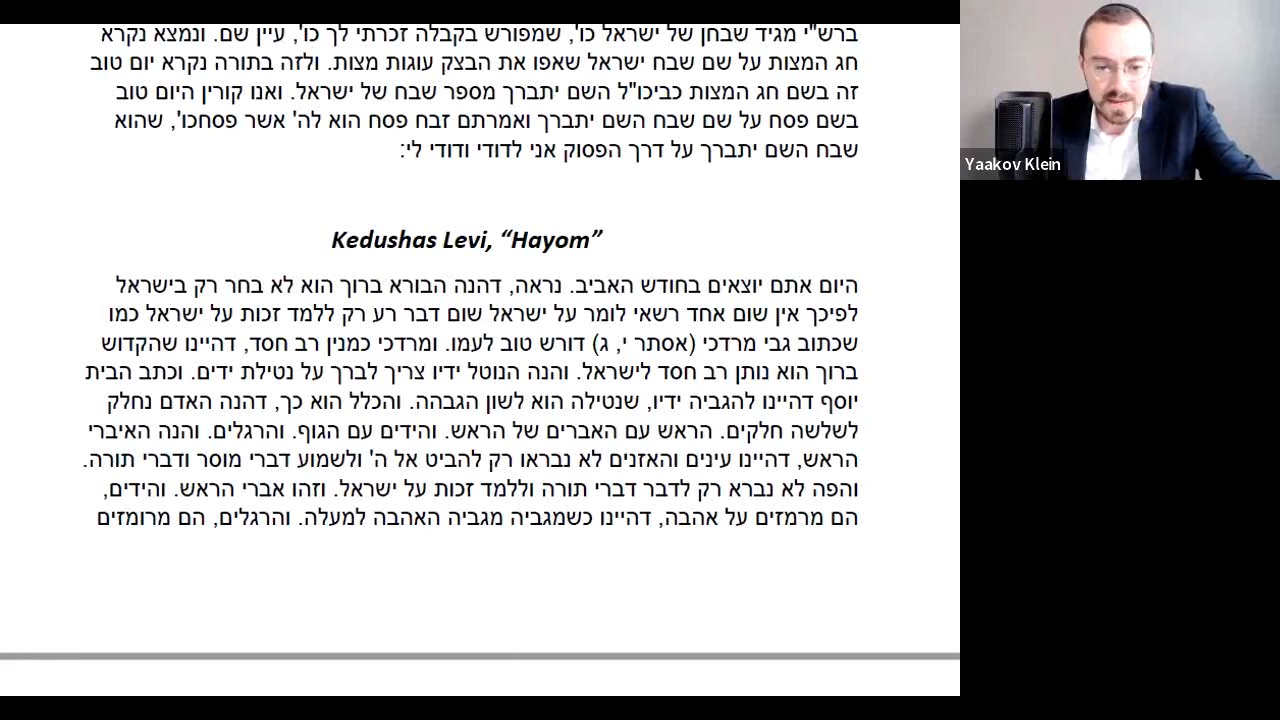 ברש"י מגיד שבחן של ישראל כו', שמפורש בקבלה זכרתי לך כו', עיין שם. ונמצא נקרא
חג המצות על שם שבח ישראל שאפו את הבצק עוגות מצות. ולזה בתורה נקרא יום טוב
זה בשם חג המצות כביכו"ל השם יתברך מספר שבח של ישראל. ואנו קורין היום טוב
בשם פסח על שם שבח השם יתברך ואמרתם זבח פסח הוא לה' אשר פסחכו', שהוא
שבח השם יתברך על דרך הפסוק אני לדודי ודודי לי:
Kedushas Levi, “Hayom”
היום אתם יוצאים בחודש האביב. נראה, דהנה הבורא ברוך הוא לא בחר רק בישראל
לפיכך אין שום אחד רשאי לומר על ישראל שום דבר רע רק ללמד זכות על ישראל כמו
שכתוב גבי מרדכי (אסתר י, ג) דורש טוב לעמו. ומרדכי כמנין רב חסד, דהיינו שהקדוש
ברוך הוא נותן רב חסד לישראל. והנה הנוטל ידיו צריך לברך על נטילת ידים. וכתב הבית
יוסף דהיינו להגביה ידיו, שנטילה הוא לשון הגבהה. והכלל הוא כך, דהנה האדם נחלק
לשלשה חלקים. הראש עם האברים של הראש. והידים עם הגוף. והרגלים. והנה האיברי
הראש, דהיינו עינים והאזנים לא נבראו רק להביט אל ה' ולשמוע דברי מוסר ודברי תורה.
והפה לא נברא רק לדבר דברי תורה וללמד זכות על ישראל. וזהו אברי הראש. והידים,
הם מרמזים על אהבה, דהיינו כשמגביה מגביה האהבה למעלה. והרגלים, הם מרומזים
Yaakov Klein